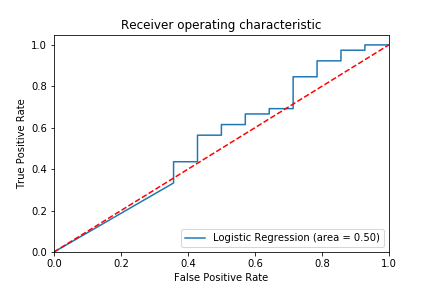 Receiver operating characteristic
True Positive Rate
1.0
0.8
0.6
0.4
0.2
0.0
Logistic Regression (area = 0.50)
0.0 0.2 0.4 0.6 0.8 1.0
False Positive Rate